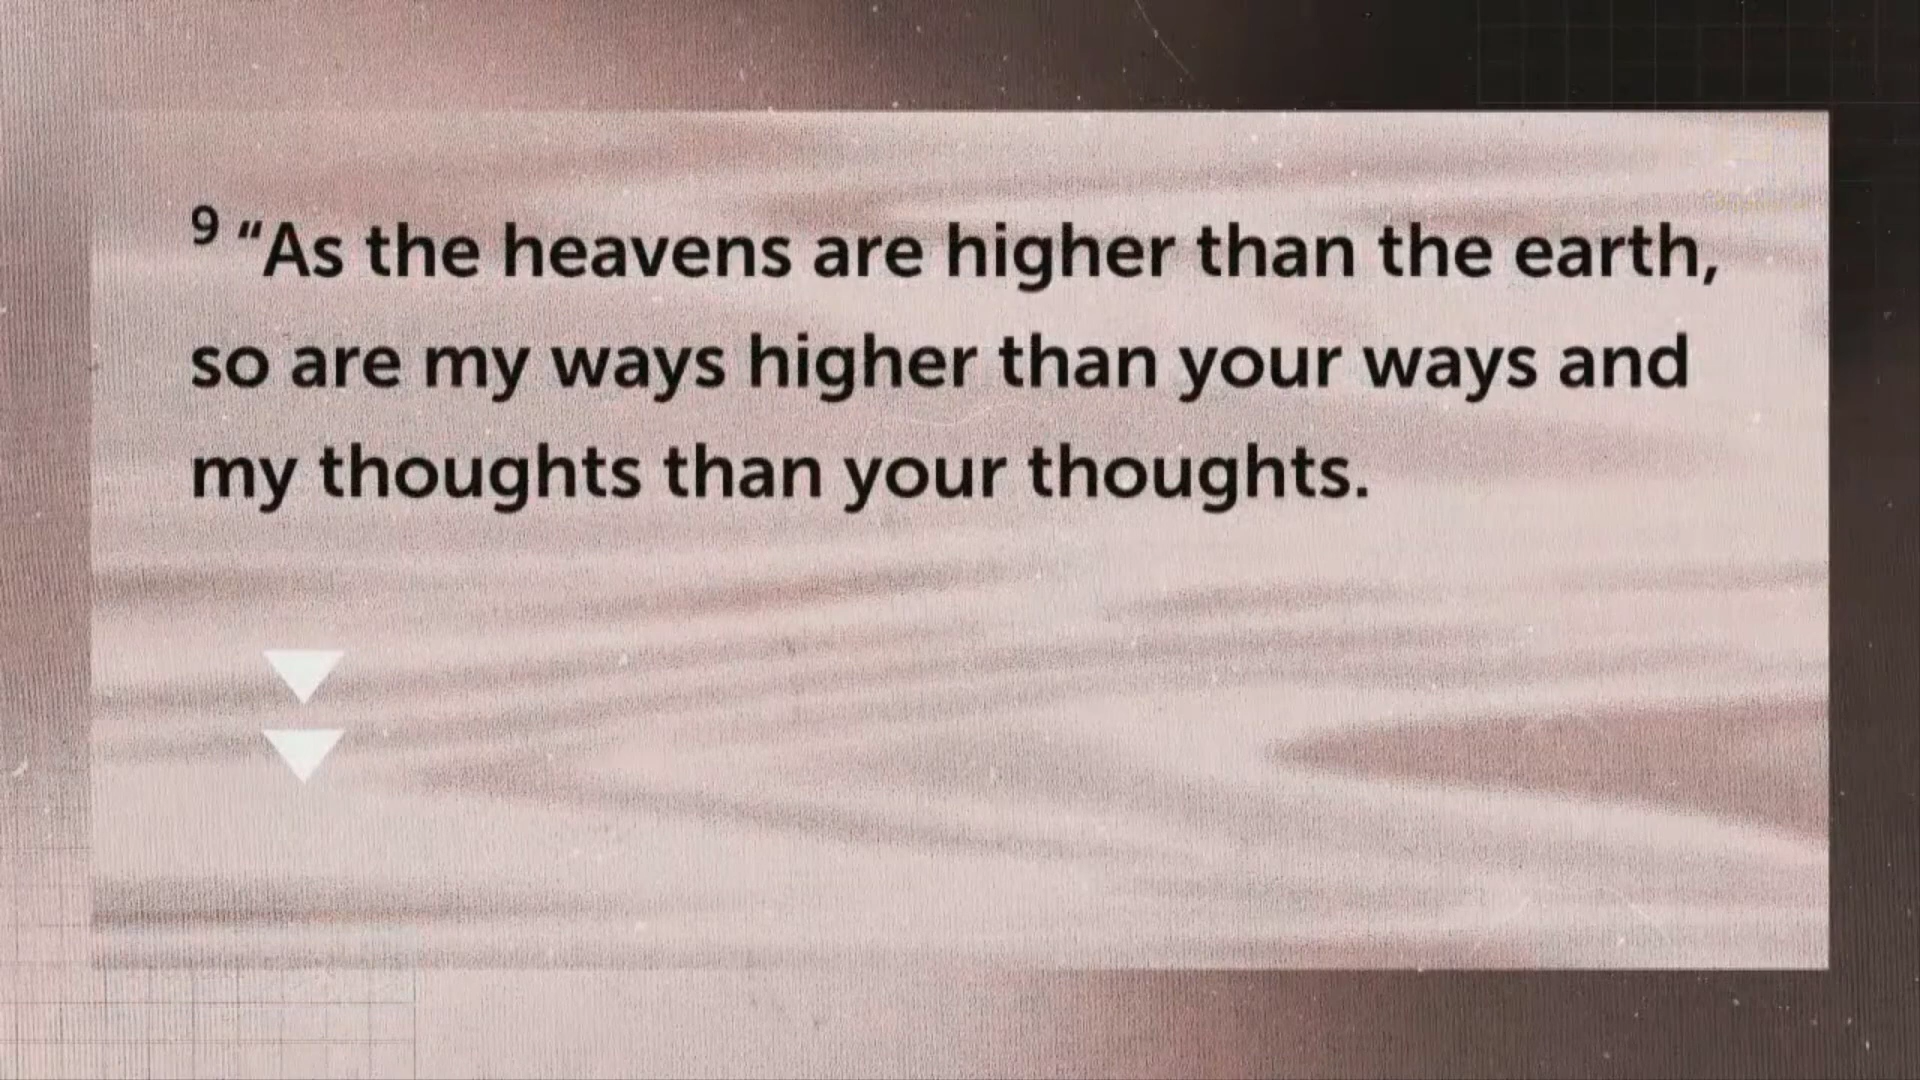 9 “As the heavens are higher than the earth,
so are my ways higher than your ways and
my thoughts than your thoughts.